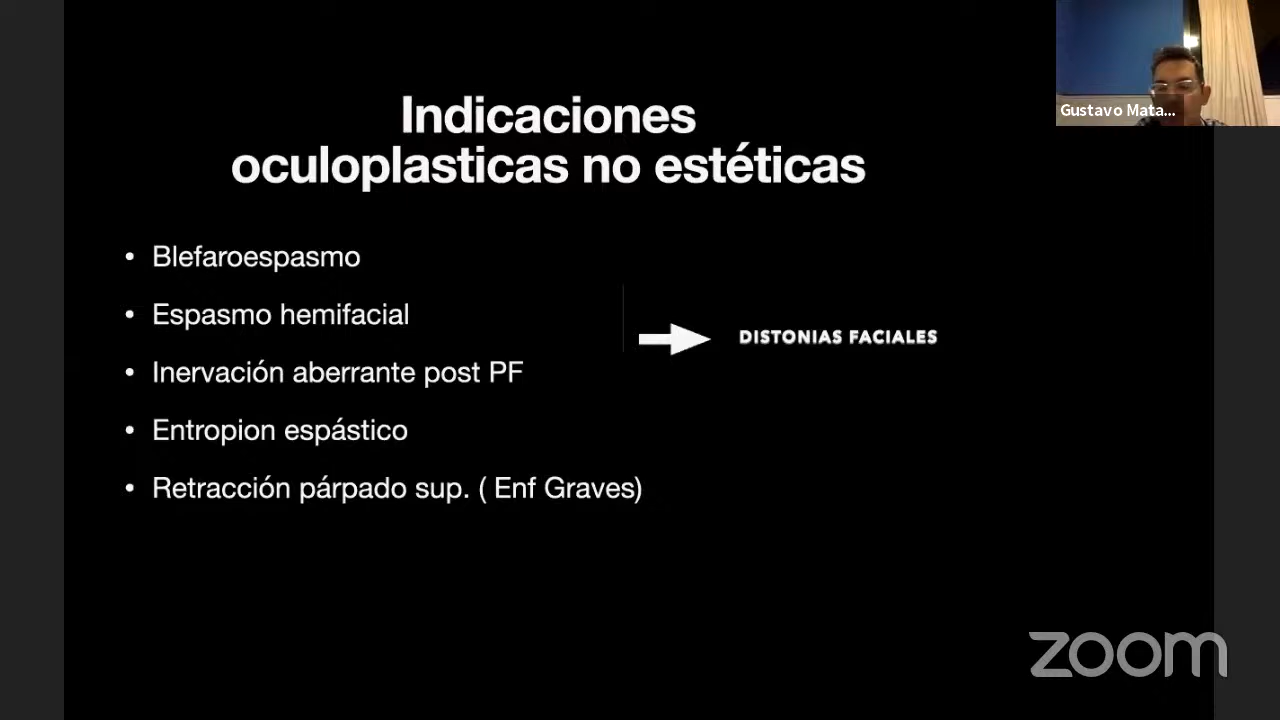 Indicaciones
oculoplasticas no estéticas
• Blefaroespasmo
• Espasmo hemifacial
• Inervación aberrante post PF
• Entropion espástico
• Retracción párpado sup. ( Enf Graves)
DISTONIAS FACIALES
Gustavo Mata...
zoom